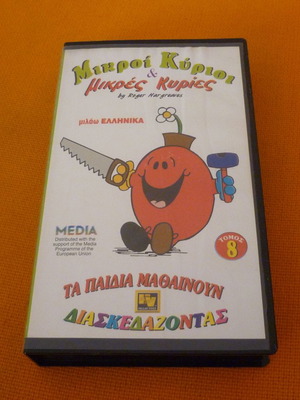 Μικροί Κύριοι
&
Μικρές Κυρίες
by Roger Hargreaves
μιλάω ΕΛΛΗΝΙΚΑ
MEDIA
Distributed with the
support of the Media
Programme of the
European Union
ΤΟΜΟΣ
8
ΤΑ ΠΑΙΔΙΑ ΜΑΘΑΙΝΟΥΝ
ΔΙΑΣΚΕΔΑΖΟΝΤΑΣ